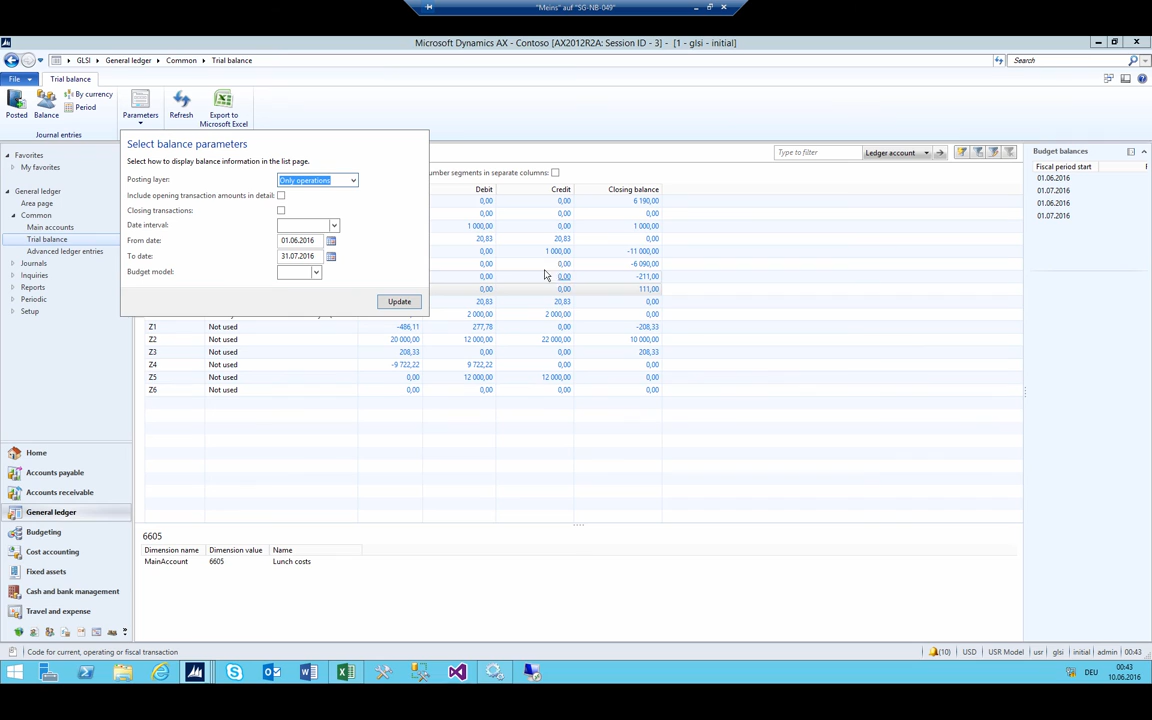 "Meins" auf "SG-NB-049"
Microsoft Dynamics AX - Contoso [AX2012R2A: Session ID - 3] - [1 - glsi - initial]
GLSI General ledger Common Trial balance
Search
File Trial balance
Posted Balance By currency Period Parameters Refresh Export to Microsoft Excel
Journal entries
Favorites
My favorites
General ledger
Area page
Common
Main accounts
Trial balance
Advanced ledger entries
Journals
Inquiries
Reports
Periodic
Setup
Home
Accounts payable
Accounts receivable
General ledger
Budgeting
Cost accounting
Fixed assets
Cash and bank management
Travel and expense
Select balance parameters
Select how to display balance information in the list page.
Posting layer: Only operations
Include opening transaction amounts in detail:
Closing transactions:
Date interval:
From date: 01.06.2016
To date: 31.07.2016
Budget model:
Update
Type to filter Ledger account
number segments in separate columns:
Debit Credit Closing balance
0,00 0,00 6 190,00
0,00 0,00 0,00
1 000,00 0,00 1 000,00
20,83 20,83 0,00
0,00 1 000,00 -11 000,00
0,00 0,00 -6 090,00
0,00 0,00 -211,00
0,00 0,00 111,00
20,83 20,83 0,00
2 000,00 2 000,00 0,00
Z1 Not used -486,11 277,78 0,00 -208,33
Z2 Not used 20 000,00 12 000,00 22 000,00 10 000,00
Z3 Not used 208,33 0,00 0,00 208,33
Z4 Not used -9 722,22 9 722,22 0,00 0,00
Z5 Not used 0,00 12 000,00 12 000,00 0,00
Z6 Not used 0,00 0,00 0,00 0,00
Budget balances
Fiscal period start
01.06.2016
01.07.2016
01.06.2016
01.07.2016
6605
Dimension name Dimension value Name
MainAccount 6605 Lunch costs
Code for current, operating or fiscal transaction
(10) USD USR Model usr glsi initial admin 00:43
DEU 00:43
10.06.2016